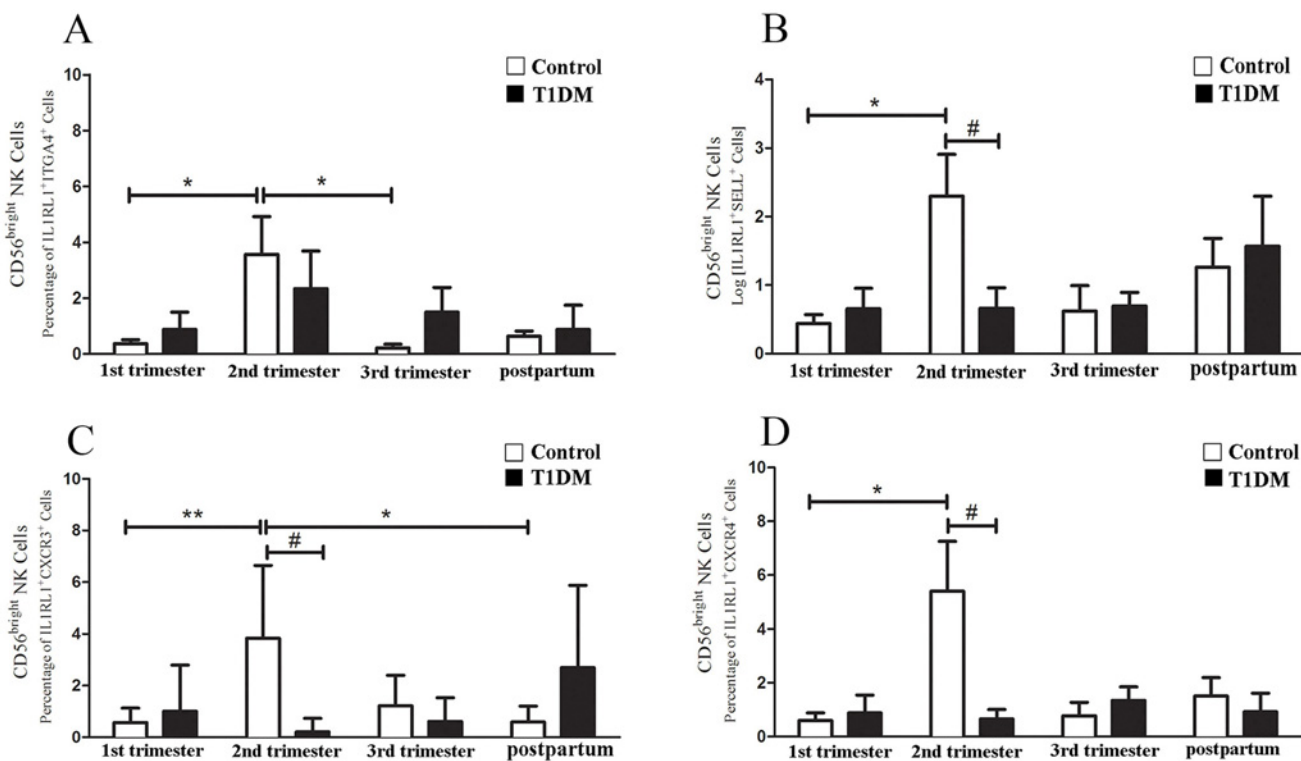 A
CD56ᵇʳⁱᵍʰᵗ NK Cells
Percentage of IL1RL1⁺ITGA4⁺ Cells
10
8
6
4
2
0
Control
T1DM
*
*
1st trimester 2nd trimester 3rd trimester postpartum
B
CD56ᵇʳⁱᵍʰᵗ NK Cells
Log [IL1RL1⁺SELL⁺ Cells]
4
3
2
1
0
Control
T1DM
*
#
1st trimester 2nd trimester 3rd trimester postpartum
C
CD56ᵇʳⁱᵍʰᵗ NK Cells
Percentage of IL1RL1⁺CXCR3⁺ Cells
10
8
6
4
2
0
Control
T1DM
**
*
#
1st trimester 2nd trimester 3rd trimester postpartum
D
CD56ᵇʳⁱᵍʰᵗ NK Cells
Percentage of IL1RL1⁺CXCR4⁺ Cells
10
8
6
4
2
0
Control
T1DM
*
#
1st trimester 2nd trimester 3rd trimester postpartum